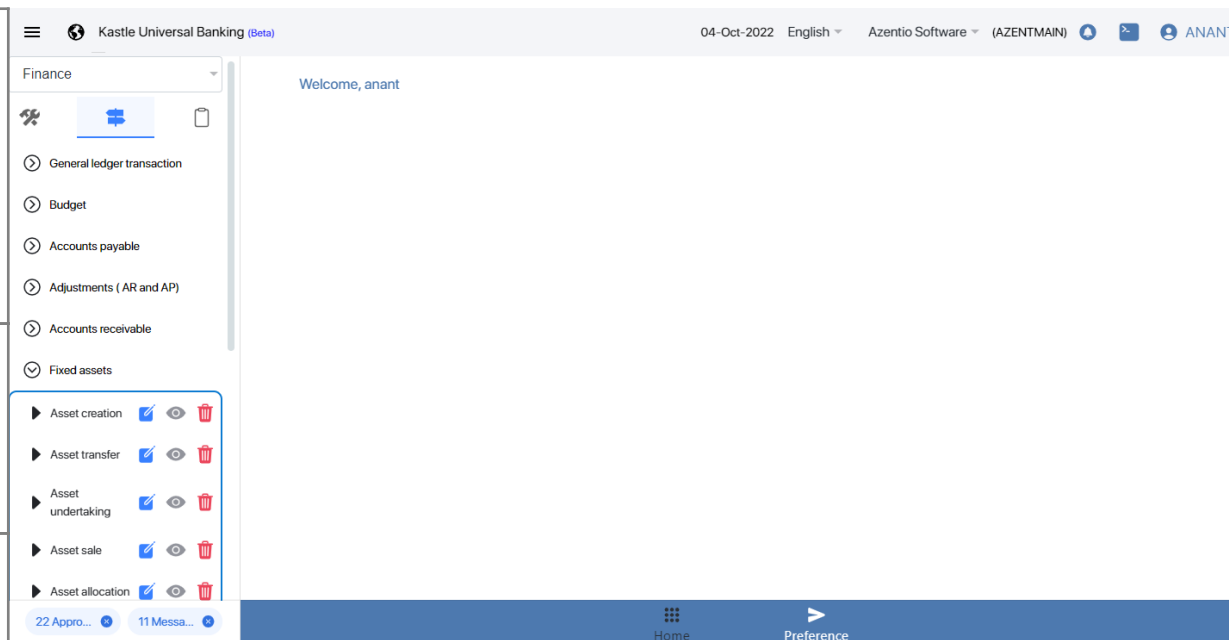 Kastle Universal Banking (Beta)
04-Oct-2022 English Azentio Software (AZENTMAIN) ANANT
Finance
Welcome, anant
General ledger transaction
Budget
Accounts payable
Adjustments ( AR and AP)
Accounts receivable
Fixed assets
Asset creation
Asset transfer
Asset
undertaking
Asset sale
Asset allocation
22 Appro... 11 Messa...
Home Preference